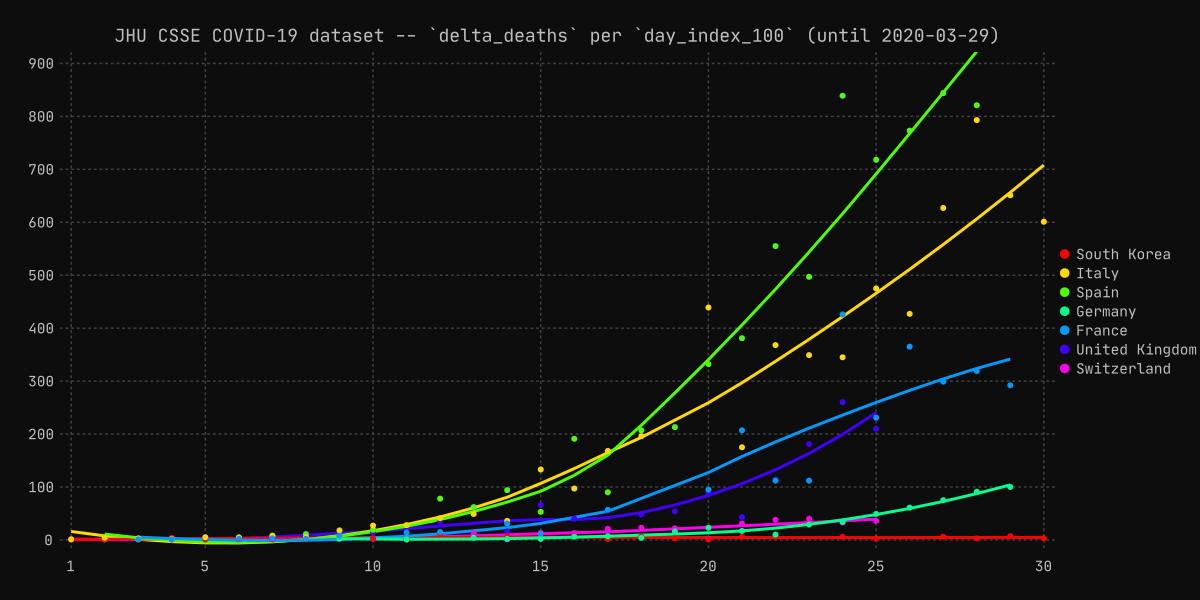 JHU CSSE COVID-19 dataset -- `delta_deaths` per `day_index_100` (until 2020-03-29)
900
800
700
600
500
400
300
200
100
0
1 5 10 15 20 25 30
South Korea
Italy
Spain
Germany
France
United Kingdom
Switzerland